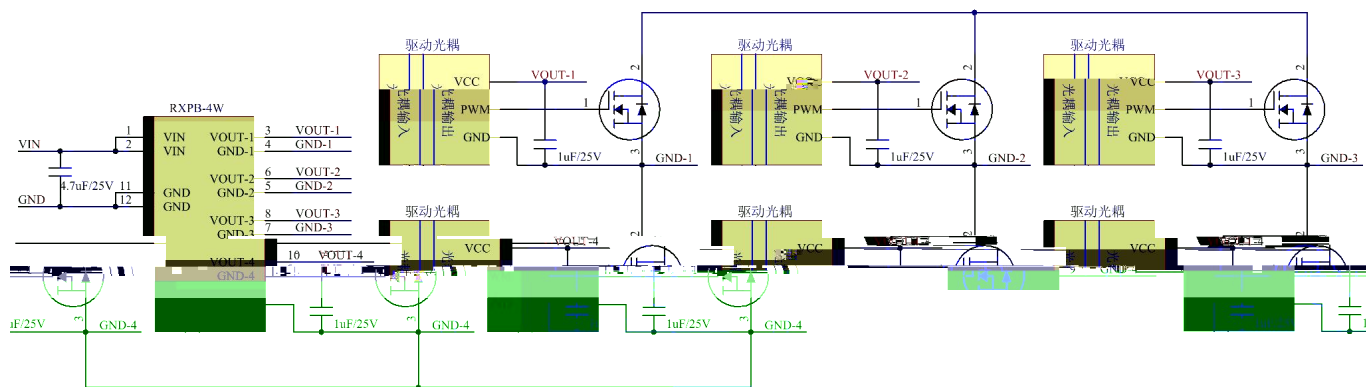 驱动光耦
驱动光耦
驱动光耦
VCC
VOUT-1
VOUT-2
VCC
VOUT-3
RXPB-4W
光耦输入
光耦输出
PWM
1
2
3
光耦输入
光耦输出
PWM
1
2
3
光耦输入
光耦输出
PWM
1
2
3
GND
GND
GND
1uF/25V
GND-1
1uF/25V
GND-2
1uF/25V
GND-3
VIN
1
2
VIN
VIN
VOUT-1
GND-1
3
4
VOUT-1
GND-1
4.7uF/25V
VOUT-2
GND-2
6
5
VOUT-2
GND-2
GND
11
12
GND
GND
VOUT-3
GND-3
8
7
VOUT-3
GND-3
驱动光耦
驱动光耦
驱动光耦
VCC
VOUT-4
VCC
VCC
VOUT-4
GND-4
10
VOUT-4
3
3
3
uF/25V
GND-4
1uF/25V
GND-4
1uF/25V
GND-4